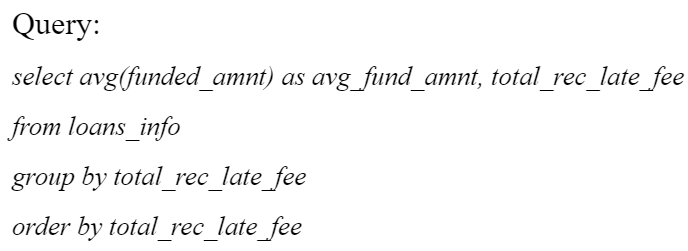 Query:
select avg(funded_amnt) as avg_fund_amnt, total_rec_late_fee
from loans_info
group by total_rec_late_fee
order by total_rec_late_fee